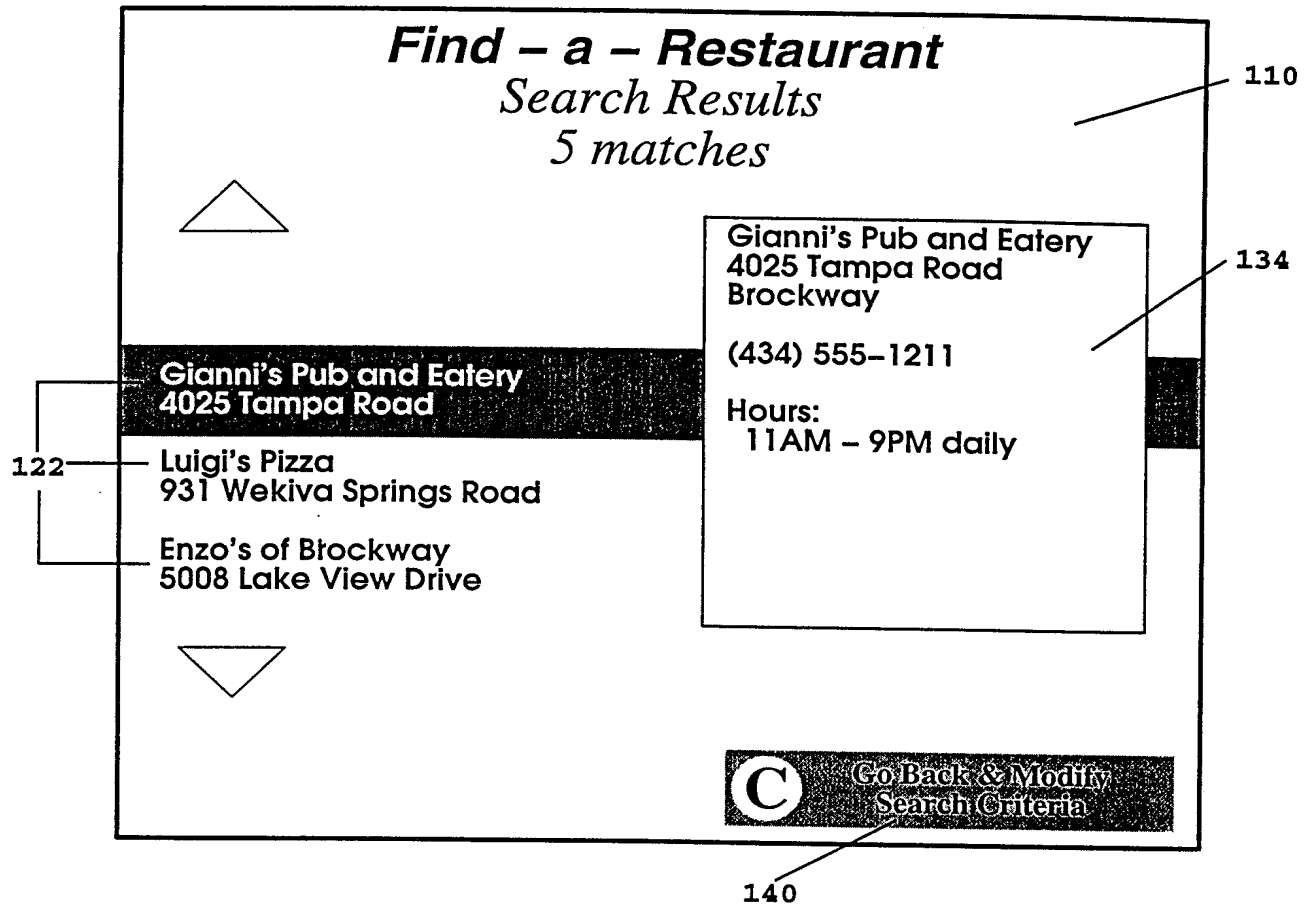 Find – a – Restaurant
Search Results
5 matches
110
Gianni's Pub and Eatery
4025 Tampa Road
Brockway
(434) 555–1211
Hours:
11AM – 9PM daily
134
Gianni's Pub and Eatery
4025 Tampa Road
122
Luigi's Pizza
931 Wekiva Springs Road
Enzo's of Brockway
5008 Lake View Drive
C
Go Back & Modify
Search Criteria
140